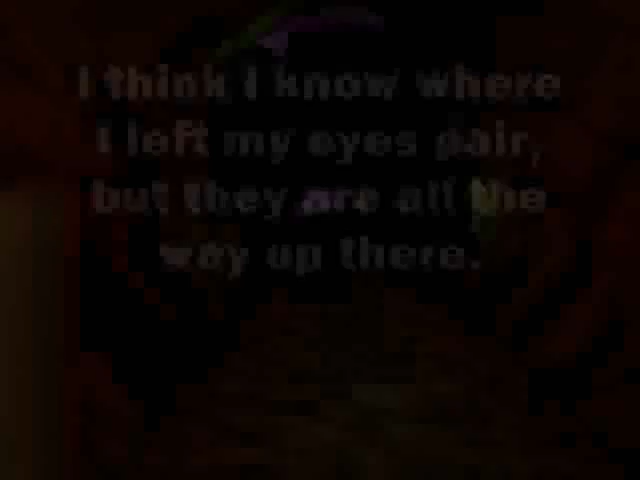 I think I know where
I left my eyes pair,
but they are all the
way up there.